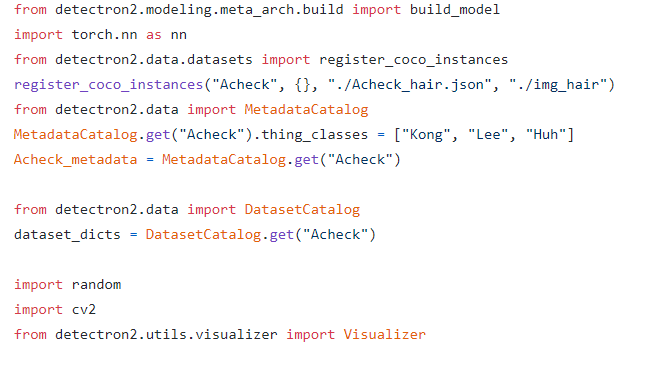 from detectron2.modeling.meta_arch.build import build_model
import torch.nn as nn
from detectron2.data.datasets import register_coco_instances
register_coco_instances("Acheck", {}, "./Acheck_hair.json", "./img_hair")
from detectron2.data import MetadataCatalog
MetadataCatalog.get("Acheck").thing_classes = ["Kong", "Lee", "Huh"]
Acheck_metadata = MetadataCatalog.get("Acheck")
from detectron2.data import DatasetCatalog
dataset_dicts = DatasetCatalog.get("Acheck")
import random
import cv2
from detectron2.utils.visualizer import Visualizer